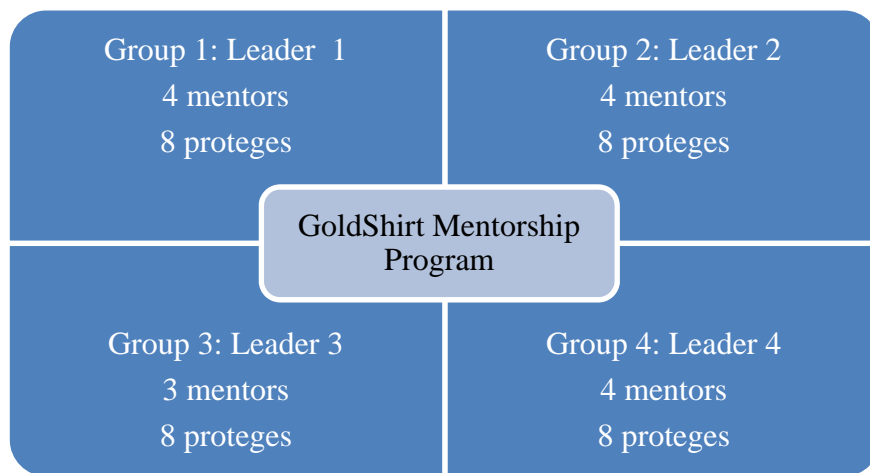 Group 1: Leader 1
4 mentors
8 proteges
Group 2: Leader 2
4 mentors
8 proteges
GoldShirt Mentorship
Program
Group 3: Leader 3
3 mentors
8 proteges
Group 4: Leader 4
4 mentors
8 proteges